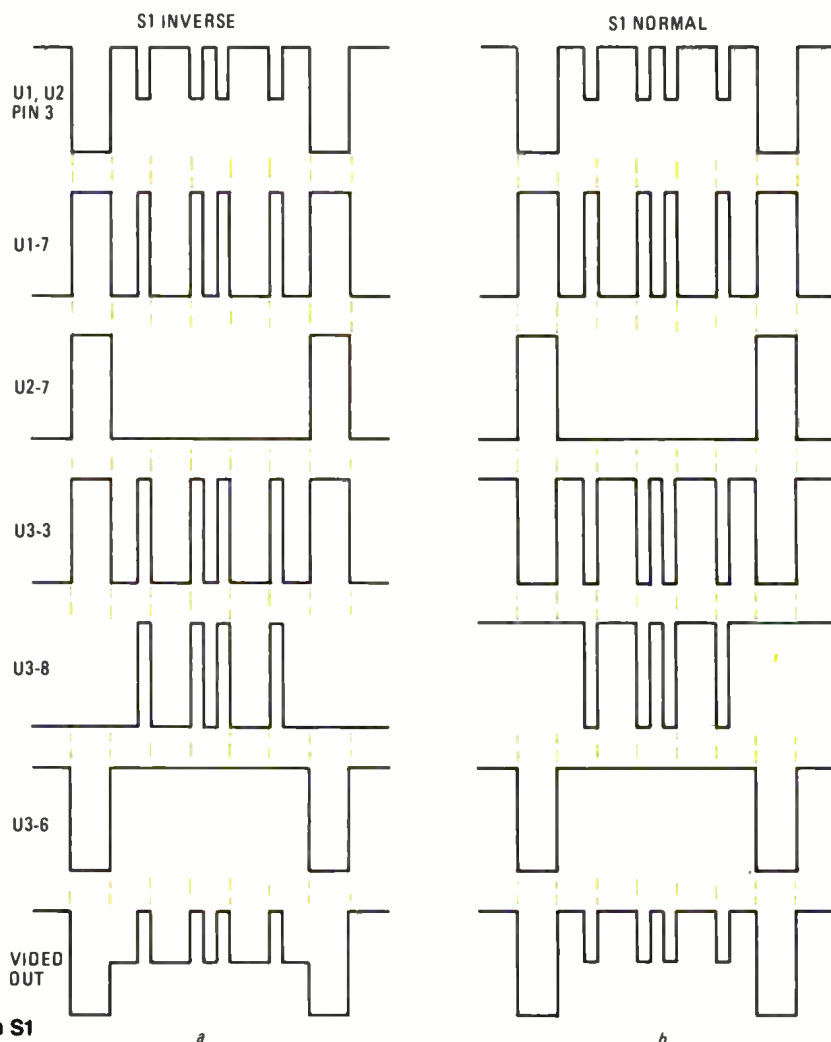 S1 INVERSE
S1 NORMAL
U1, U2
PIN 3
U1-7
U2-7
U3-3
U3-8
U3-6
VIDEO
OUT
S1
a
b